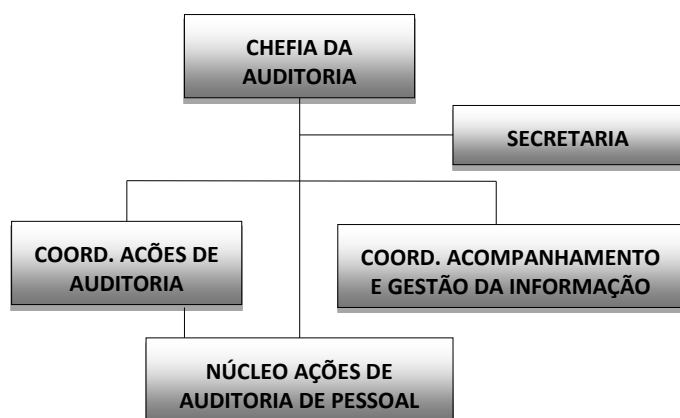 CHEFIA DA
AUDITORIA
SECRETARIA
COORD. ACÕES DE
AUDITORIA
COORD. ACOMPANHAMENTO
E GESTÃO DA INFORMAÇÃO
NÚCLEO AÇÕES DE
AUDITORIA DE PESSOAL